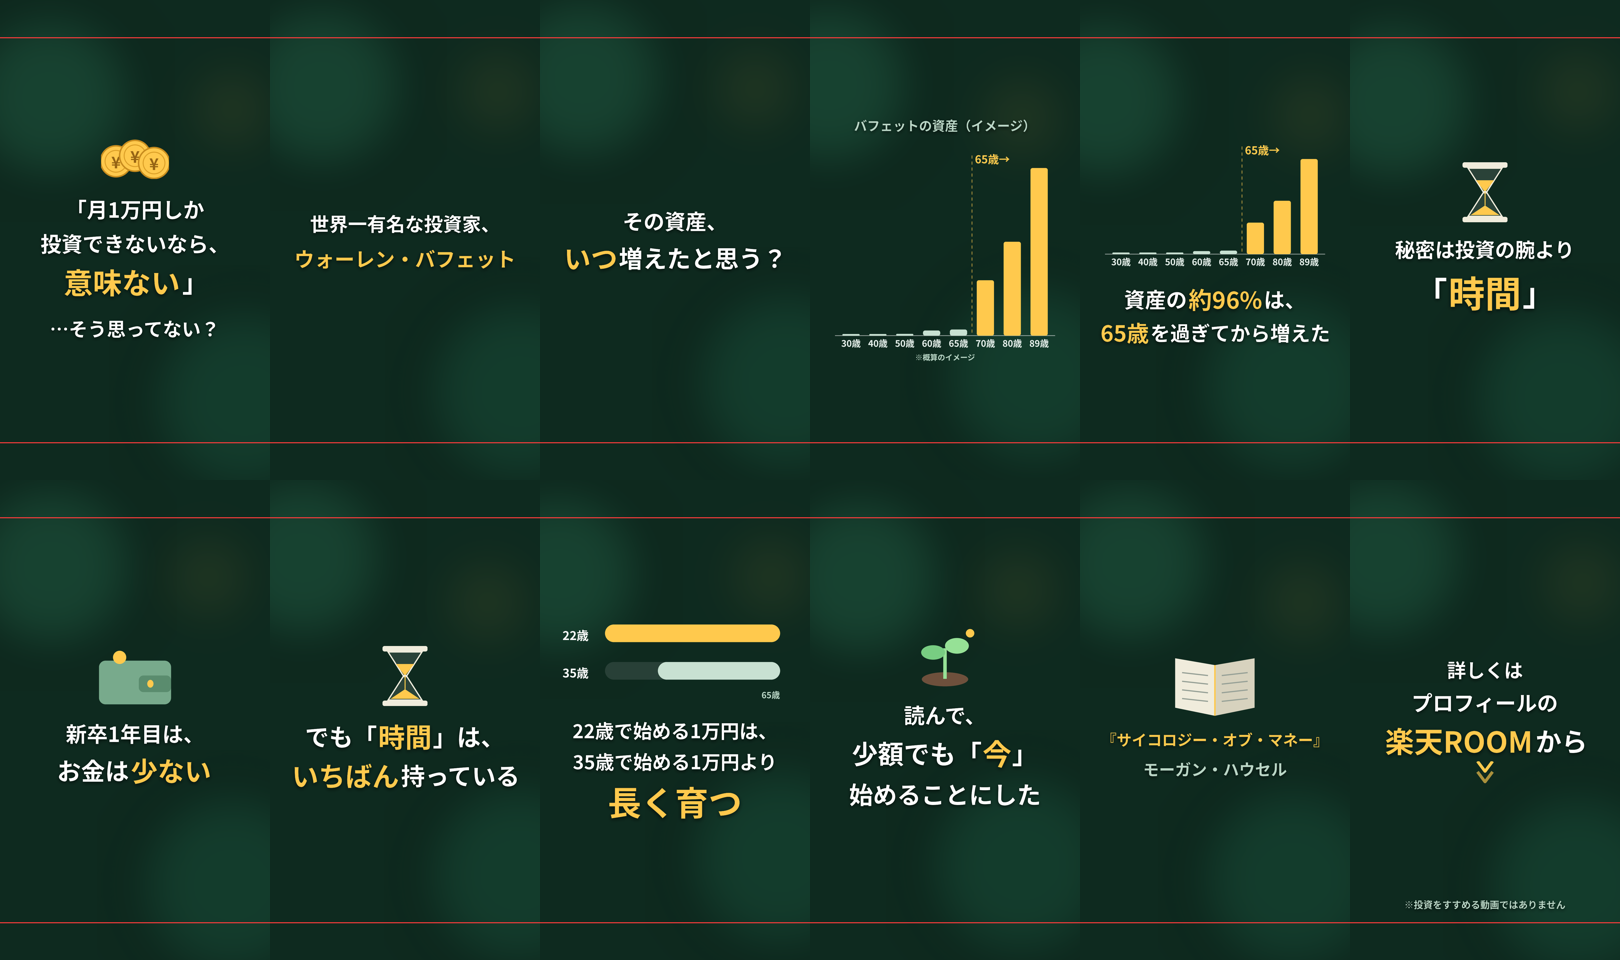 ¥ ¥ ¥
「月1万円しか
投資できないなら、
意味ない」
…そう思ってない？
世界一有名な投資家、
ウォーレン・バフェット
その資産、
いつ増えたと思う？
バフェットの資産（イメージ）
65歳→
30歳 40歳 50歳 60歳 65歳 70歳 80歳 89歳
※概算のイメージ
65歳→
30歳 40歳 50歳 60歳 65歳 70歳 80歳 89歳
資産の約96%は、
65歳を過ぎてから増えた
秘密は投資の腕より
「時間」
新卒1年目は、
お金は少ない
でも「時間」は、
いちばん持っている
22歳
35歳
65歳
22歳で始める1万円は、
35歳で始める1万円より
長く育つ
読んで、
少額でも「今」
始めることにした
『サイコロジー・オブ・マネー』
モーガン・ハウセル
詳しくは
プロフィールの
楽天ROOMから
※投資をすすめる動画ではありません